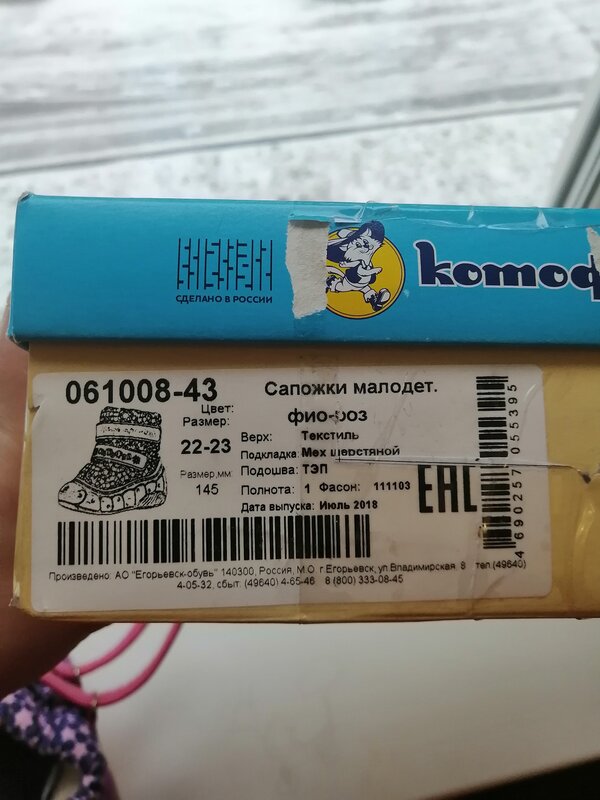 СДЕЛАНО В РОССИИ
котоф
061008-43
Сапожки малодет.
Цвет: фио-роз
Размер: 22-23
Верх: Текстиль
Подкладка: Мех шерстяной
Размер,мм: 145
Подошва: ТЭП
Полнота: 1 Фасон: 111103
Дата выпуска: Июль 2018
EAC
4 690257 055395
Произведено: АО "Егорьевск-обувь" 140300, Россия, М.О. г.Егорьевск, ул.Владимирская 8 тел.(49640)
4-05-32, сбыт: (49640) 4-65-46 8 (800) 333-08-45